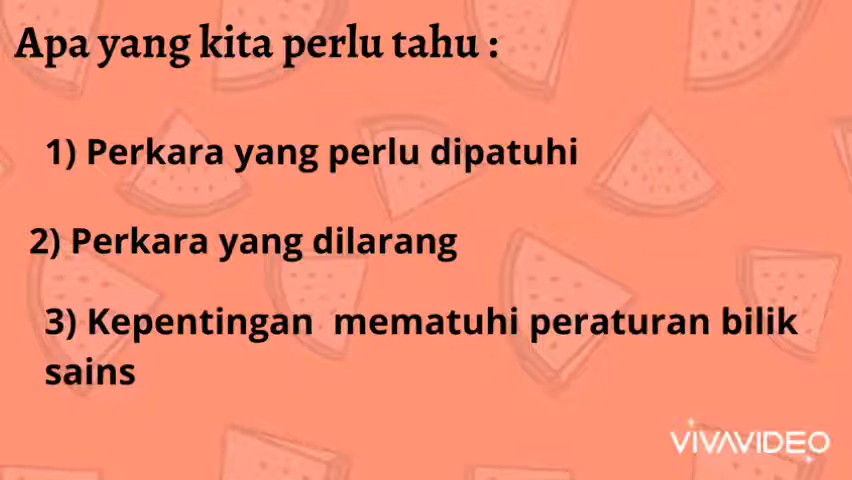 Apa yang kita perlu tahu :
1) Perkara yang perlu dipatuhi
2) Perkara yang dilarang
3) Kepentingan mematuhi peraturan bilik
sains
VIVAVIDEO